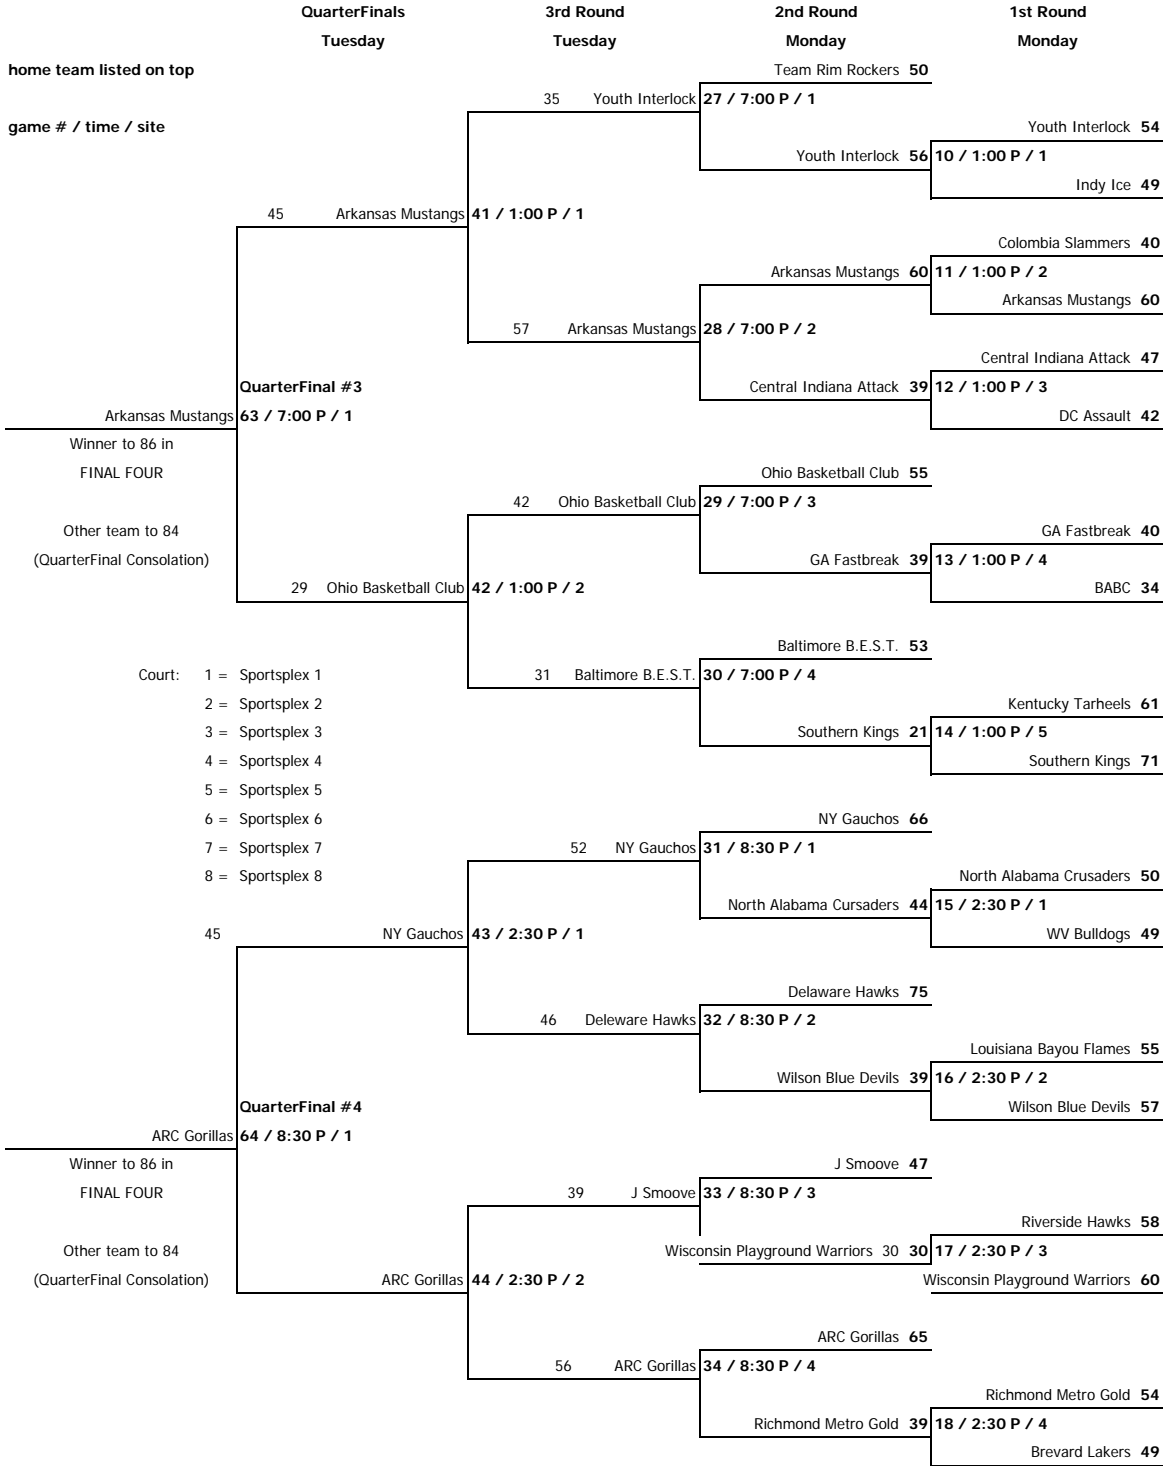 QuarterFinals 3rd Round 2nd Round 1st Round
Tuesday Tuesday Monday Monday
home team listed on top Team Rim Rockers 50
35 Youth Interlock 27 / 7:00 P / 1
game # / time / site Youth Interlock 54
Youth Interlock 56 10 / 1:00 P / 1
Indy Ice 49
45 Arkansas Mustangs 41 / 1:00 P / 1
Colombia Slammers 40
Arkansas Mustangs 60 11 / 1:00 P / 2
Arkansas Mustangs 60
57 Arkansas Mustangs 28 / 7:00 P / 2
Central Indiana Attack 47
QuarterFinal #3 Central Indiana Attack 39 12 / 1:00 P / 3
Arkansas Mustangs 63 / 7:00 P / 1 DC Assault 42
Winner to 86 in
FINAL FOUR Ohio Basketball Club 55
42 Ohio Basketball Club 29 / 7:00 P / 3
Other team to 84 GA Fastbreak 40
(QuarterFinal Consolation) GA Fastbreak 39 13 / 1:00 P / 4
29 Ohio Basketball Club 42 / 1:00 P / 2 BABC 34
Baltimore B.E.S.T. 53
Court: 1 = Sportsplex 1 31 Baltimore B.E.S.T. 30 / 7:00 P / 4
2 = Sportsplex 2 Kentucky Tarheels 61
3 = Sportsplex 3 Southern Kings 21 14 / 1:00 P / 5
4 = Sportsplex 4 Southern Kings 71
5 = Sportsplex 5
6 = Sportsplex 6 NY Gauchos 66
7 = Sportsplex 7 52 NY Gauchos 31 / 8:30 P / 1
8 = Sportsplex 8 North Alabama Crusaders 50
North Alabama Cursaders 44 15 / 2:30 P / 1
45 NY Gauchos 43 / 2:30 P / 1 WV Bulldogs 49
Delaware Hawks 75
46 Deleware Hawks 32 / 8:30 P / 2
Louisiana Bayou Flames 55
Wilson Blue Devils 39 16 / 2:30 P / 2
QuarterFinal #4 Wilson Blue Devils 57
ARC Gorillas 64 / 8:30 P / 1
Winner to 86 in J Smoove 47
FINAL FOUR 39 J Smoove 33 / 8:30 P / 3
Riverside Hawks 58
Other team to 84 Wisconsin Playground Warriors 30 30 17 / 2:30 P / 3
(QuarterFinal Consolation) ARC Gorillas 44 / 2:30 P / 2 Wisconsin Playground Warriors 60
ARC Gorillas 65
56 ARC Gorillas 34 / 8:30 P / 4
Richmond Metro Gold 54
Richmond Metro Gold 39 18 / 2:30 P / 4
Brevard Lakers 49